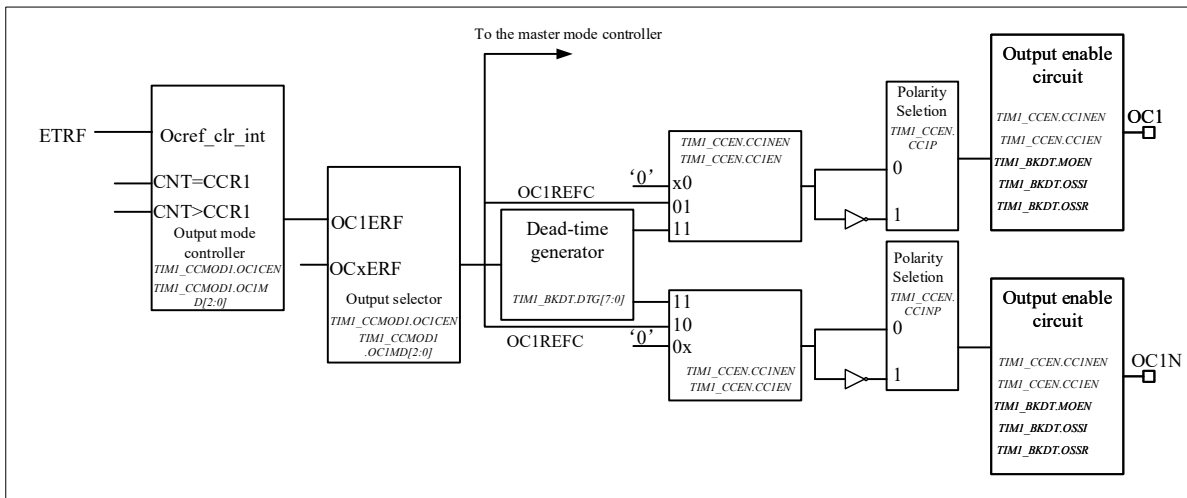 To the master mode controller
ETRF
Ocref_clr_int
CNT=CCR1
CNT>CCR1
Output mode
controller
TIM1_CCMOD1.OC1CEN
TIM1_CCMOD1.OC1M
D[2:0]
OC1ERF
OCxERF
Output selector
TIM1_CCMOD1.OC1CEN
TIM1_CCMOD1
.OC1MD[2:0]
OC1REFC
Dead-time
generator
TIM1_BKDT.DTG[7:0]
OC1REFC
TIM1_CCEN.CC1NEN
TIM1_CCEN.CC1EN
‘0’
x0
01
11
11
10
‘0’
0x
TIM1_CCEN.CC1NEN
TIM1_CCEN.CC1EN
Polarity
Seletion
TIM1_CCEN.
CC1P
0
1
Polarity
Seletion
TIM1_CCEN.
CC1NP
0
1
Output enable
circuit
TIM1_CCEN.CC1NEN
TIM1_CCEN.CC1EN
TIM1_BKDT.MOEN
TIM1_BKDT.OSSI
TIM1_BKDT.OSSR
OC1
Output enable
circuit
TIM1_CCEN.CC1NEN
TIM1_CCEN.CC1EN
TIM1_BKDT.MOEN
TIM1_BKDT.OSSI
TIM1_BKDT.OSSR
OC1N